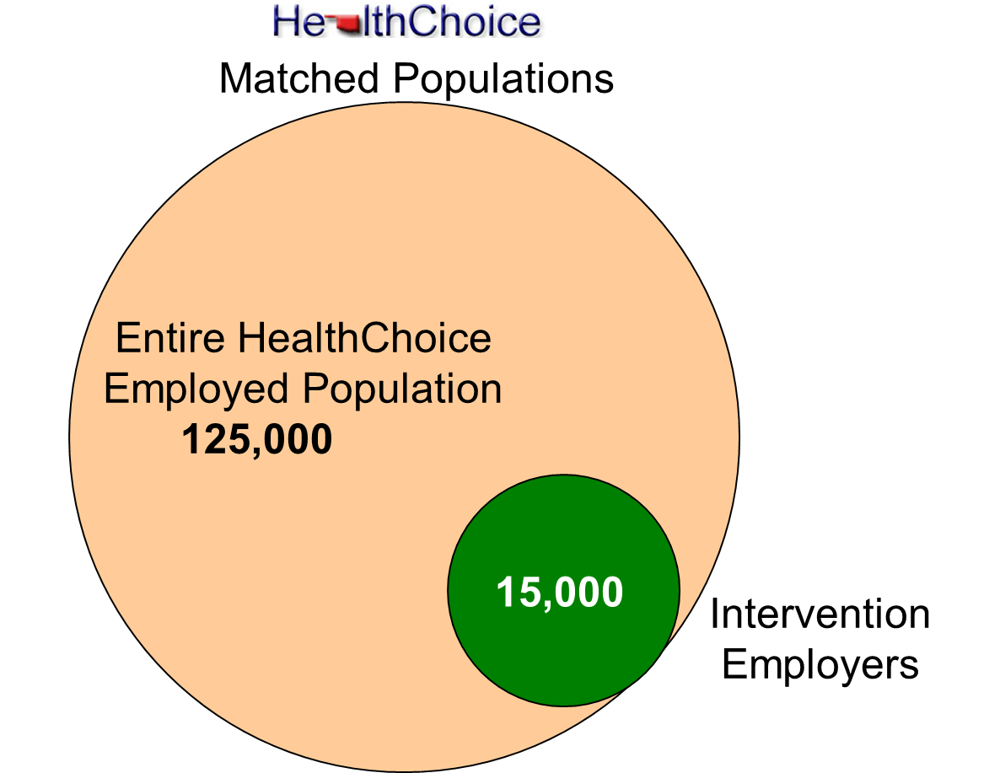 HealthChoice
Matched Populations
Entire HealthChoice
Employed Population
125,000
15,000
Intervention
Employers